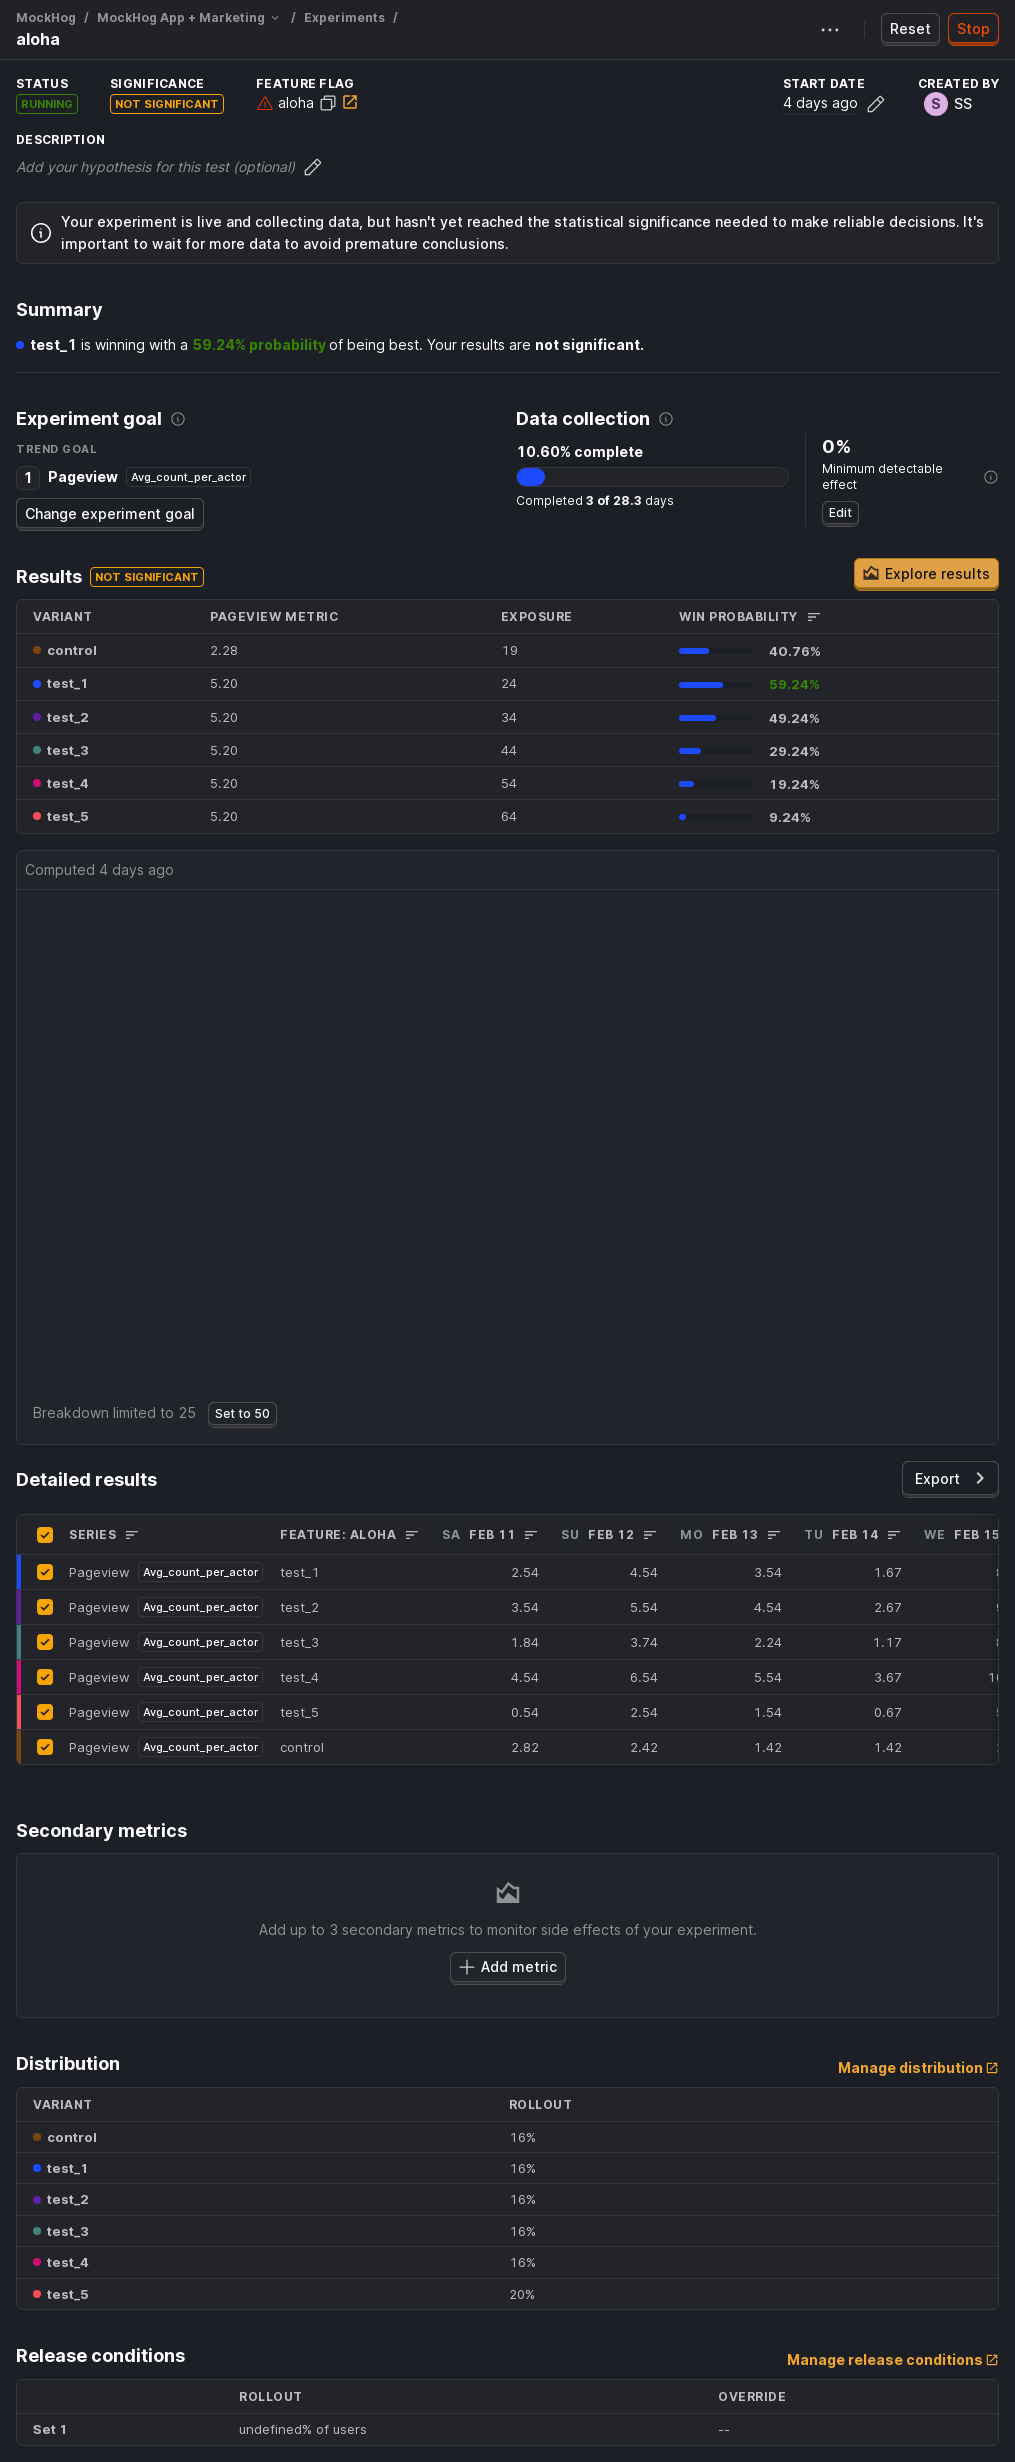 MockHog / MockHog App + Marketing / Experiments /
aloha
Reset
Stop
STATUS
RUNNING
SIGNIFICANCE
NOT SIGNIFICANT
FEATURE FLAG
aloha
START DATE
4 days ago
CREATED BY
S SS
DESCRIPTION
Add your hypothesis for this test (optional)
Your experiment is live and collecting data, but hasn't yet reached the statistical significance needed to make reliable decisions. It's
important to wait for more data to avoid premature conclusions.
Summary
test_1 is winning with a 59.24% probability of being best. Your results are not significant.
Experiment goal
TREND GOAL
1 Pageview Avg_count_per_actor
Change experiment goal
Data collection
10.60% complete
Completed 3 of 28.3 days
0%
Minimum detectable
effect
Edit
Results NOT SIGNIFICANT
Explore results
VARIANT PAGEVIEW METRIC EXPOSURE WIN PROBABILITY
control 2.28 19 40.76%
test_1 5.20 24 59.24%
test_2 5.20 34 49.24%
test_3 5.20 44 29.24%
test_4 5.20 54 19.24%
test_5 5.20 64 9.24%
Computed 4 days ago
Breakdown limited to 25 Set to 50
Detailed results
Export
SERIES FEATURE: ALOHA SA FEB 11 SU FEB 12 MO FEB 13 TU FEB 14 WE FEB 15
Pageview Avg_count_per_actor test_1 2.54 4.54 3.54 1.67
Pageview Avg_count_per_actor test_2 3.54 5.54 4.54 2.67
Pageview Avg_count_per_actor test_3 1.84 3.74 2.24 1.17
Pageview Avg_count_per_actor test_4 4.54 6.54 5.54 3.67
Pageview Avg_count_per_actor test_5 0.54 2.54 1.54 0.67
Pageview Avg_count_per_actor control 2.82 2.42 1.42 1.42
Secondary metrics
Add up to 3 secondary metrics to monitor side effects of your experiment.
Add metric
Distribution
Manage distribution
VARIANT ROLLOUT
control 16%
test_1 16%
test_2 16%
test_3 16%
test_4 16%
test_5 20%
Release conditions
Manage release conditions
ROLLOUT OVERRIDE
Set 1 undefined% of users --